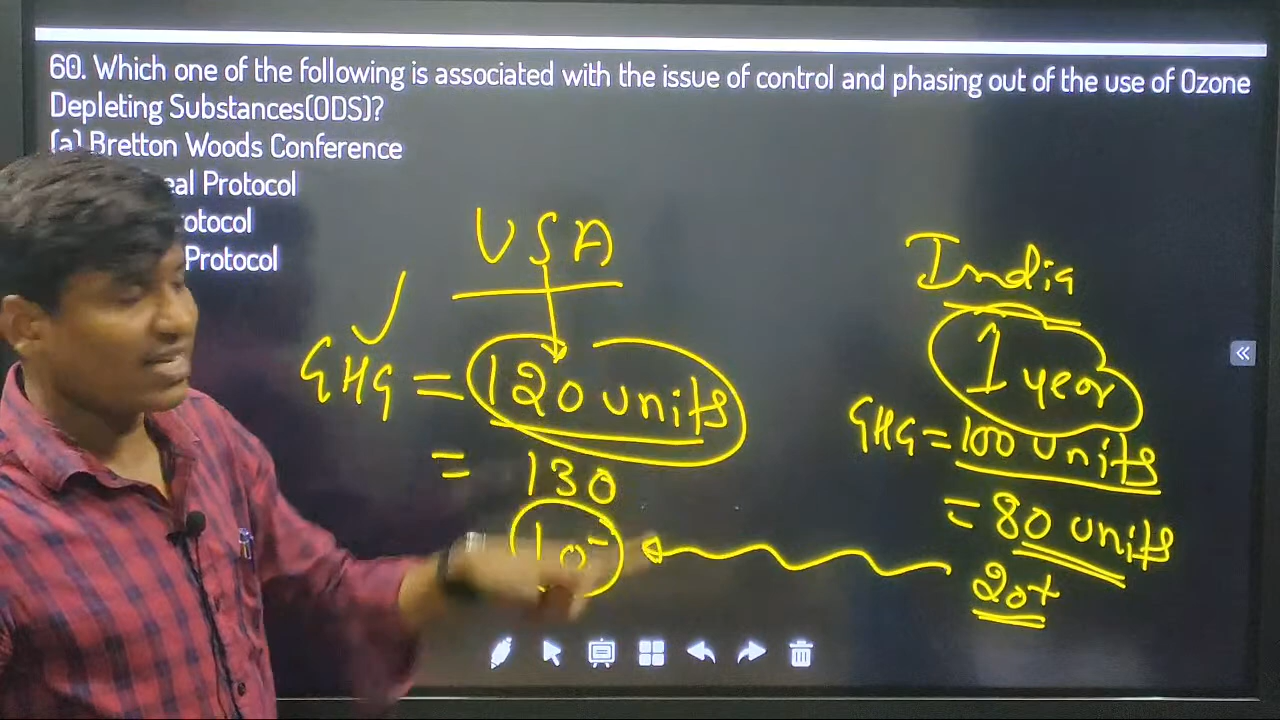 60. Which one of the following is associated with the issue of control and phasing out of the use of Ozone
Depleting Substances(ODS)?
(a) Bretton Woods Conference
eal Protocol
otocol
Protocol
USA
GHG = 120 units
= 130
10-
India
1 year
GHG = 100 units
= 80 units
20+